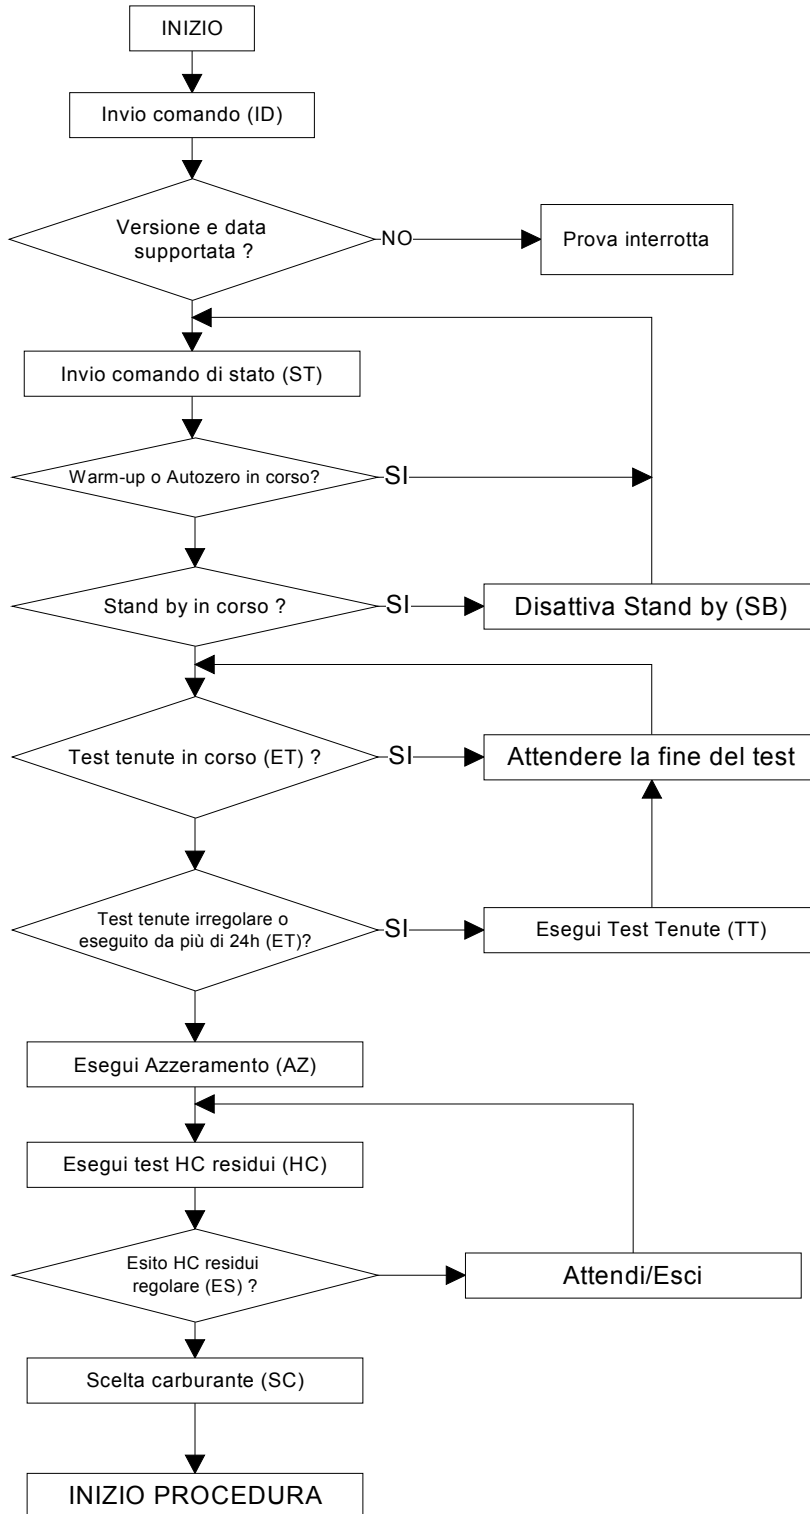 INIZIO
Invio comando (ID)
Versione e data
supportata ?
NO
Prova interrotta
Invio comando di stato (ST)
Warm-up o Autozero in corso?
SI
Stand by in corso ?
SI
Disattiva Stand by (SB)
Test tenute in corso (ET) ?
SI
Attendere la fine del test
Test tenute irregolare o
eseguito da più di 24h (ET)?
SI
Esegui Test Tenute (TT)
Esegui Azzeramento (AZ)
Esegui test HC residui (HC)
Esito HC residui
regolare (ES) ?
Attendi/Esci
Scelta carburante (SC)
INIZIO PROCEDURA